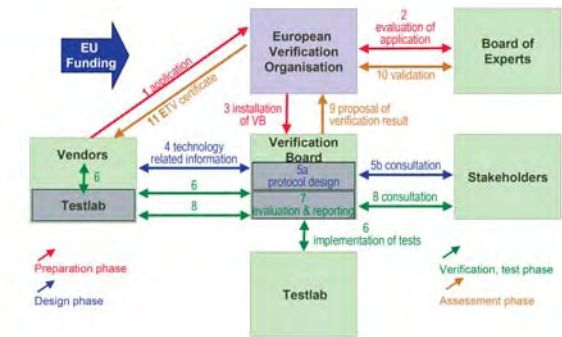 EU
Funding
European
Verification
Organisation
2
evaluation of
application
10 validation
Board of
Experts
1 application
11 ETV certificate
3 installation
of VB
9 proposal of
verification result
Vendors
6
Testlab
4 technology
related information
6
8
Verification
Board
5a
protocol design
7
evaluation & reporting
5b consultation
8 consultation
Stakeholders
6
implementation of tests
Testlab
Preparation phase
Design phase
Verification, test phase
Assessment phase